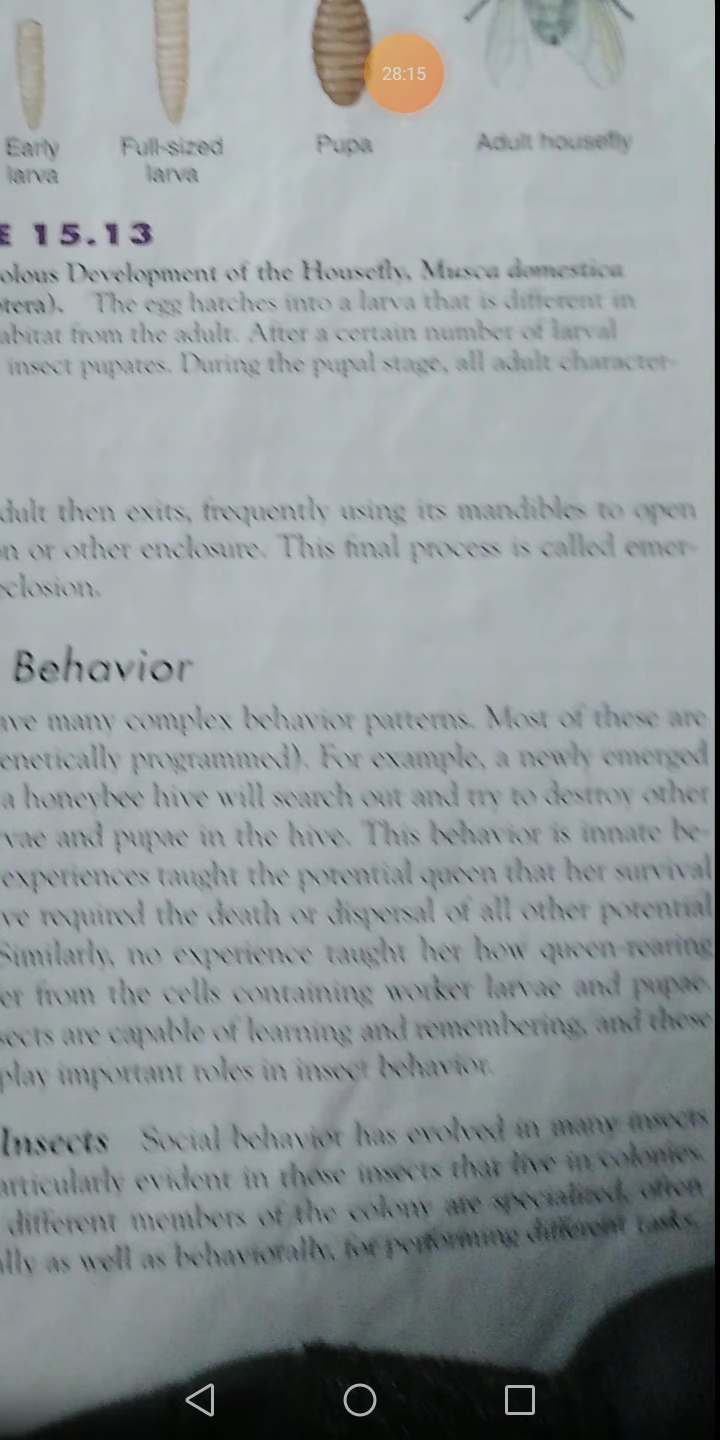 28:15
Early Full-sized Pupa Adult housefly
larva larva
E 15.13
olous Development of the Housefly, Musca domestica
tera). The egg hatches into a larva that is different in
abitat from the adult. After a certain number of larval
insect pupates. During the pupal stage, all adult character-
dult then exits, frequently using its mandibles to open
n or other enclosure. This final process is called emer-
eclosion.
Behavior
ave many complex behavior patterns. Most of these are
enetically programmed). For example, a newly emerged
a honeybee hive will search out and try to destroy other
rvae and pupae in the hive. This behavior is innate be-
experiences taught the potential queen that her survival
ve required the death or dispersal of all other potential
Similarly, no experience taught her how queen-rearing
er from the cells containing worker larvae and pupae.
sects are capable of learning and remembering, and these
play important roles in insect behavior.
Insects Social behavior has evolved in many insects
articularly evident in those insects that live in colonies.
different members of the colony are specialized, often
ally as well as behaviorally, for performing different tasks.